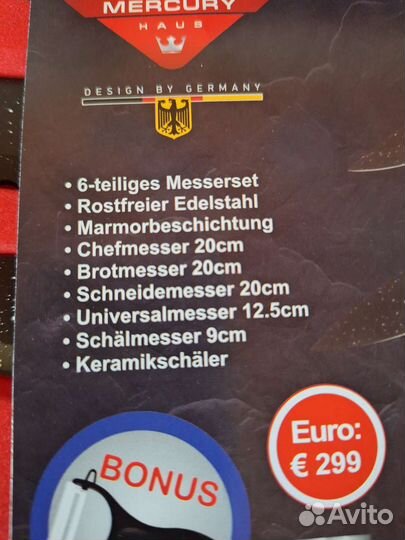 MERCURY
HAUS
DESIGN BY GERMANY
• 6-teiliges Messerset
• Rostfreier Edelstahl
• Marmorbeschichtung
• Chefmesser 20cm
• Brotmesser 20cm
• Schneidemesser 20cm
• Universalmesser 12.5cm
• Schälmesser 9cm
• Keramikschäler
Euro:
€ 299
BONUS
Avito